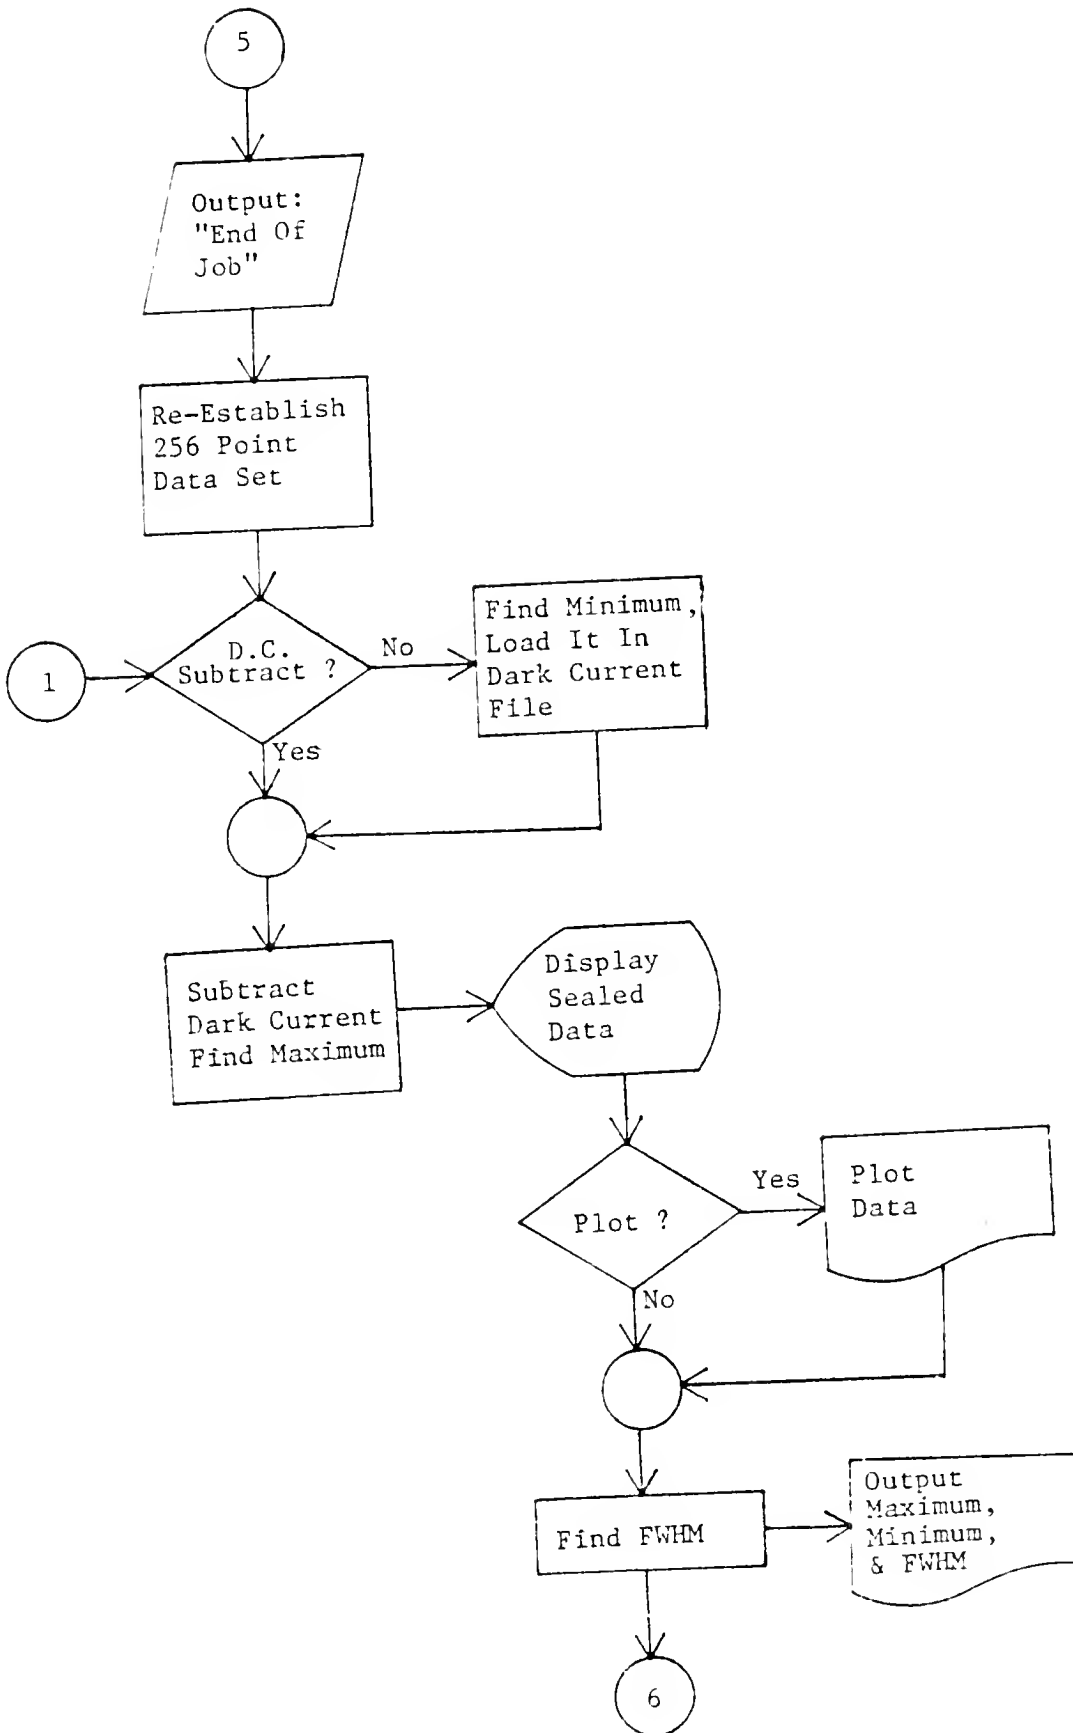 5
Output:
"End Of
Job"
Re-Establish
256 Point
Data Set
D.C.
Subtract ?
No
Find Minimum,
Load It In
Dark Current
File
1
Yes
Subtract
Dark Current
Find Maximum
Display
Sealed
Data
Plot ?
Yes
Plot
Data
No
Find FWHM
Output
Maximum,
Minimum,
& FWHM
6